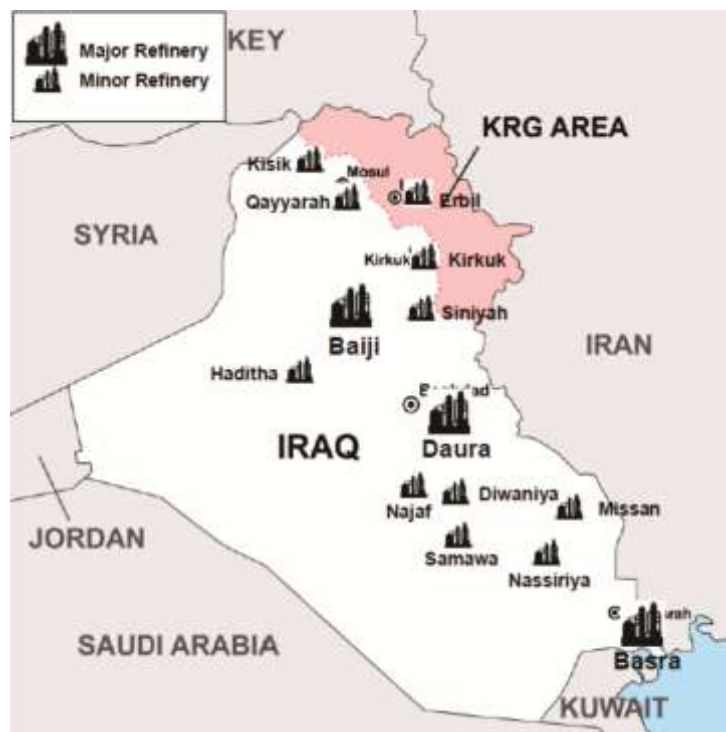 Major Refinery
KEY
Minor Refinery
KRG AREA
Kisik
Mosul
Qayyarah
Erbil
SYRIA
Kirkuk
Kirkuk
Siniyah
Baiji
IRAN
Haditha
IRAQ
Daura
Najaf
Diwaniya
Missan
JORDAN
Samawa
Nassiriya
SAUDI ARABIA
Basra
KUWAIT